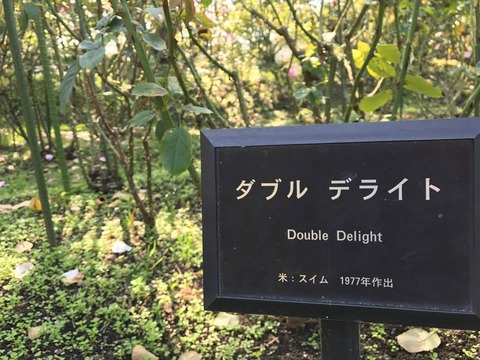 ダブル デライト
Double Delight
米：スイム 1977年作出